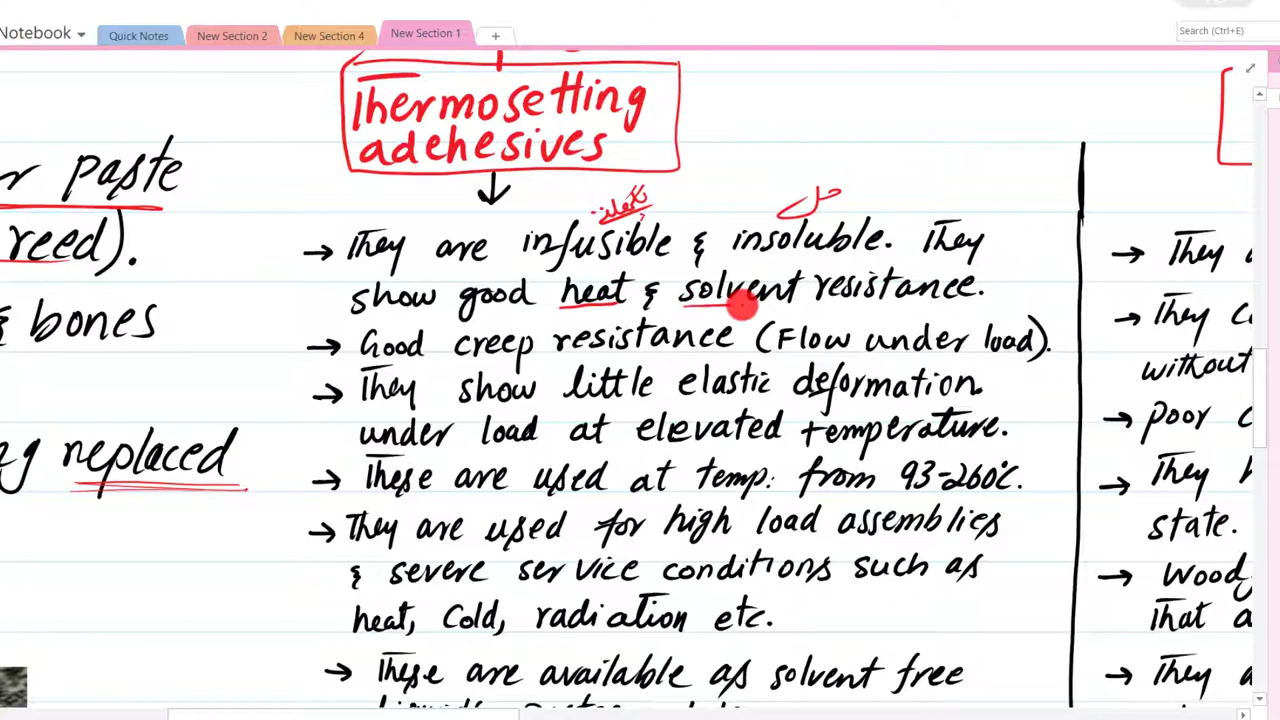 Notebook
Quick Notes
New Section 2
New Section 4
New Section 1
+
Search (Ctrl+E)
Thermosetting
adehesives
paste
reed).
& bones
replaced
حل
→ They are infusible & insoluble. They
show good heat & solvent resistance.
→ Good creep resistance (Flow under load).
→ They show little elastic deformation
under load at elevated temperature.
→ These are used at temp: from 93-260°C.
→ They are used for high load assemblies
& severe service conditions such as
heat, Cold, radiation etc.
→ These are available as solvent free
→ They
→ They
without
→ poor
→ They
state.
→ Wood
That a
→ They